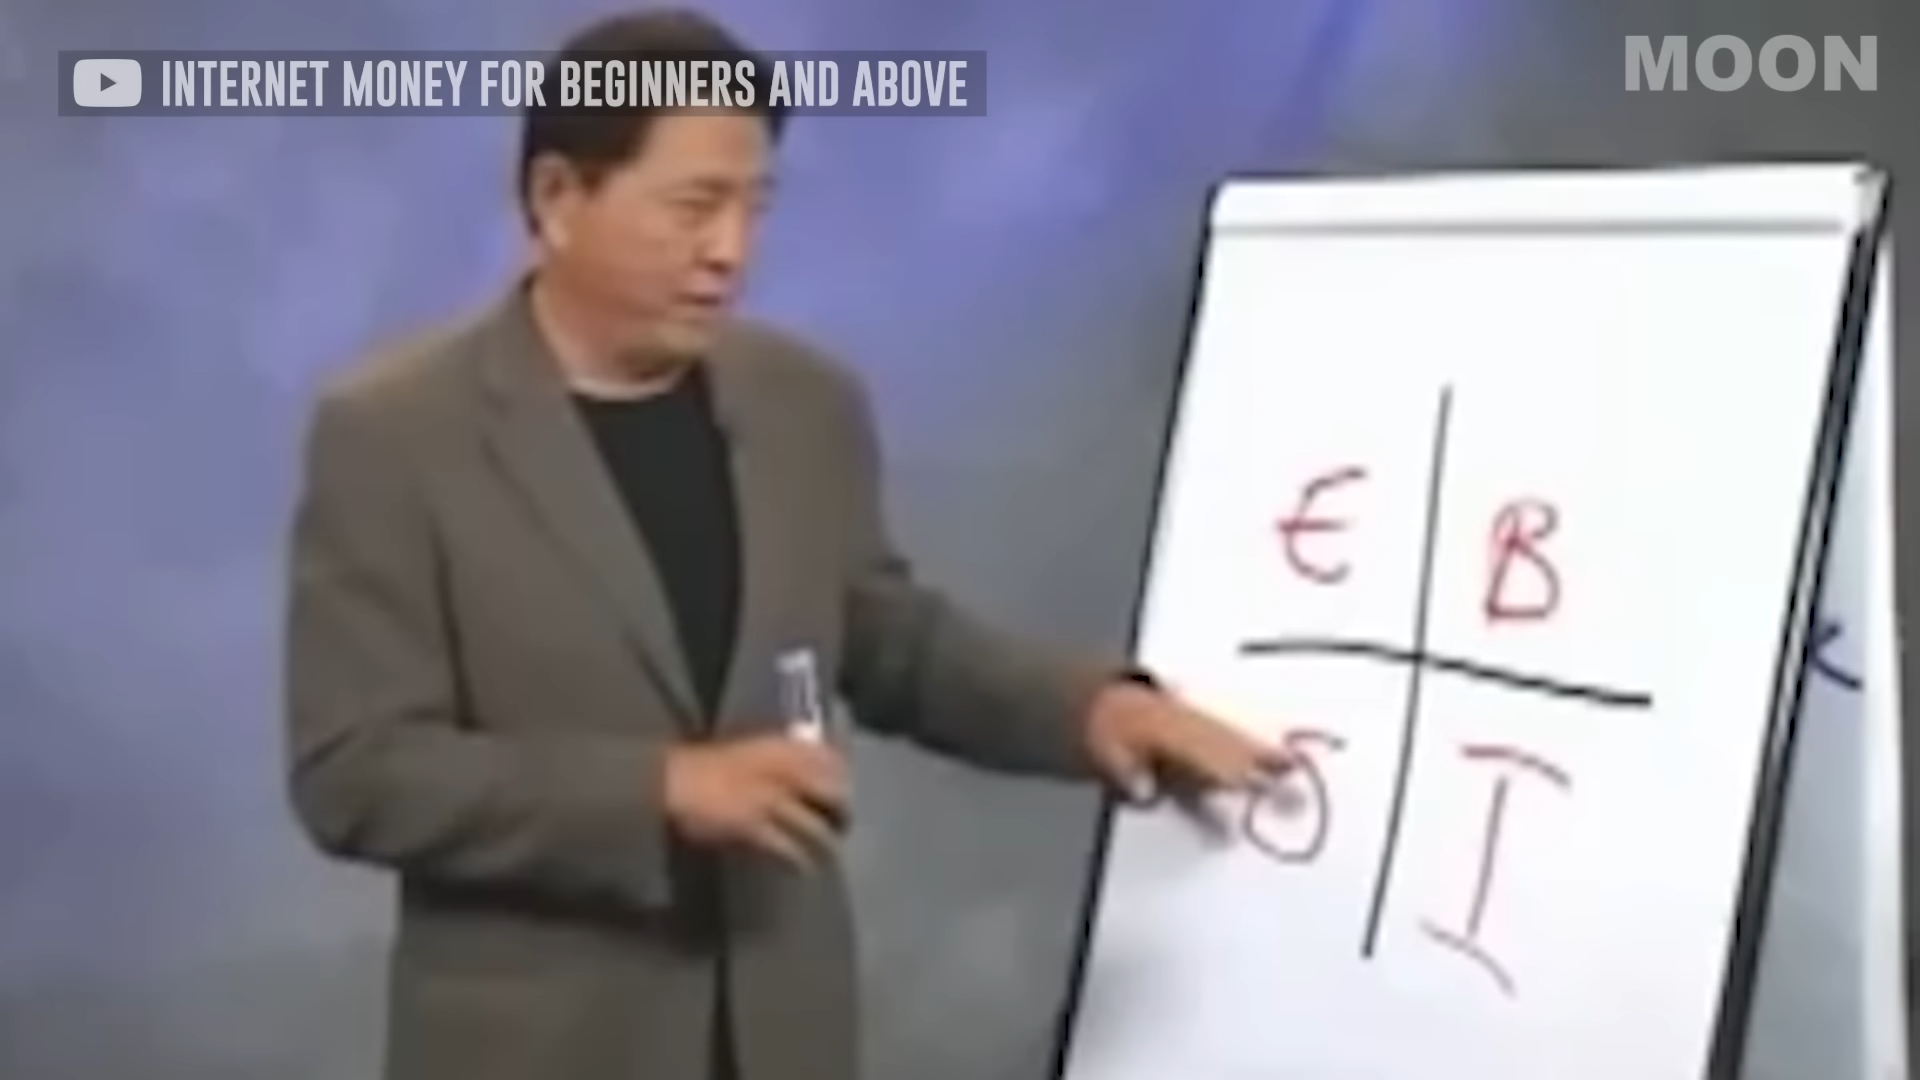 INTERNET MONEY FOR BEGINNERS AND ABOVE
MOON
E B
S I